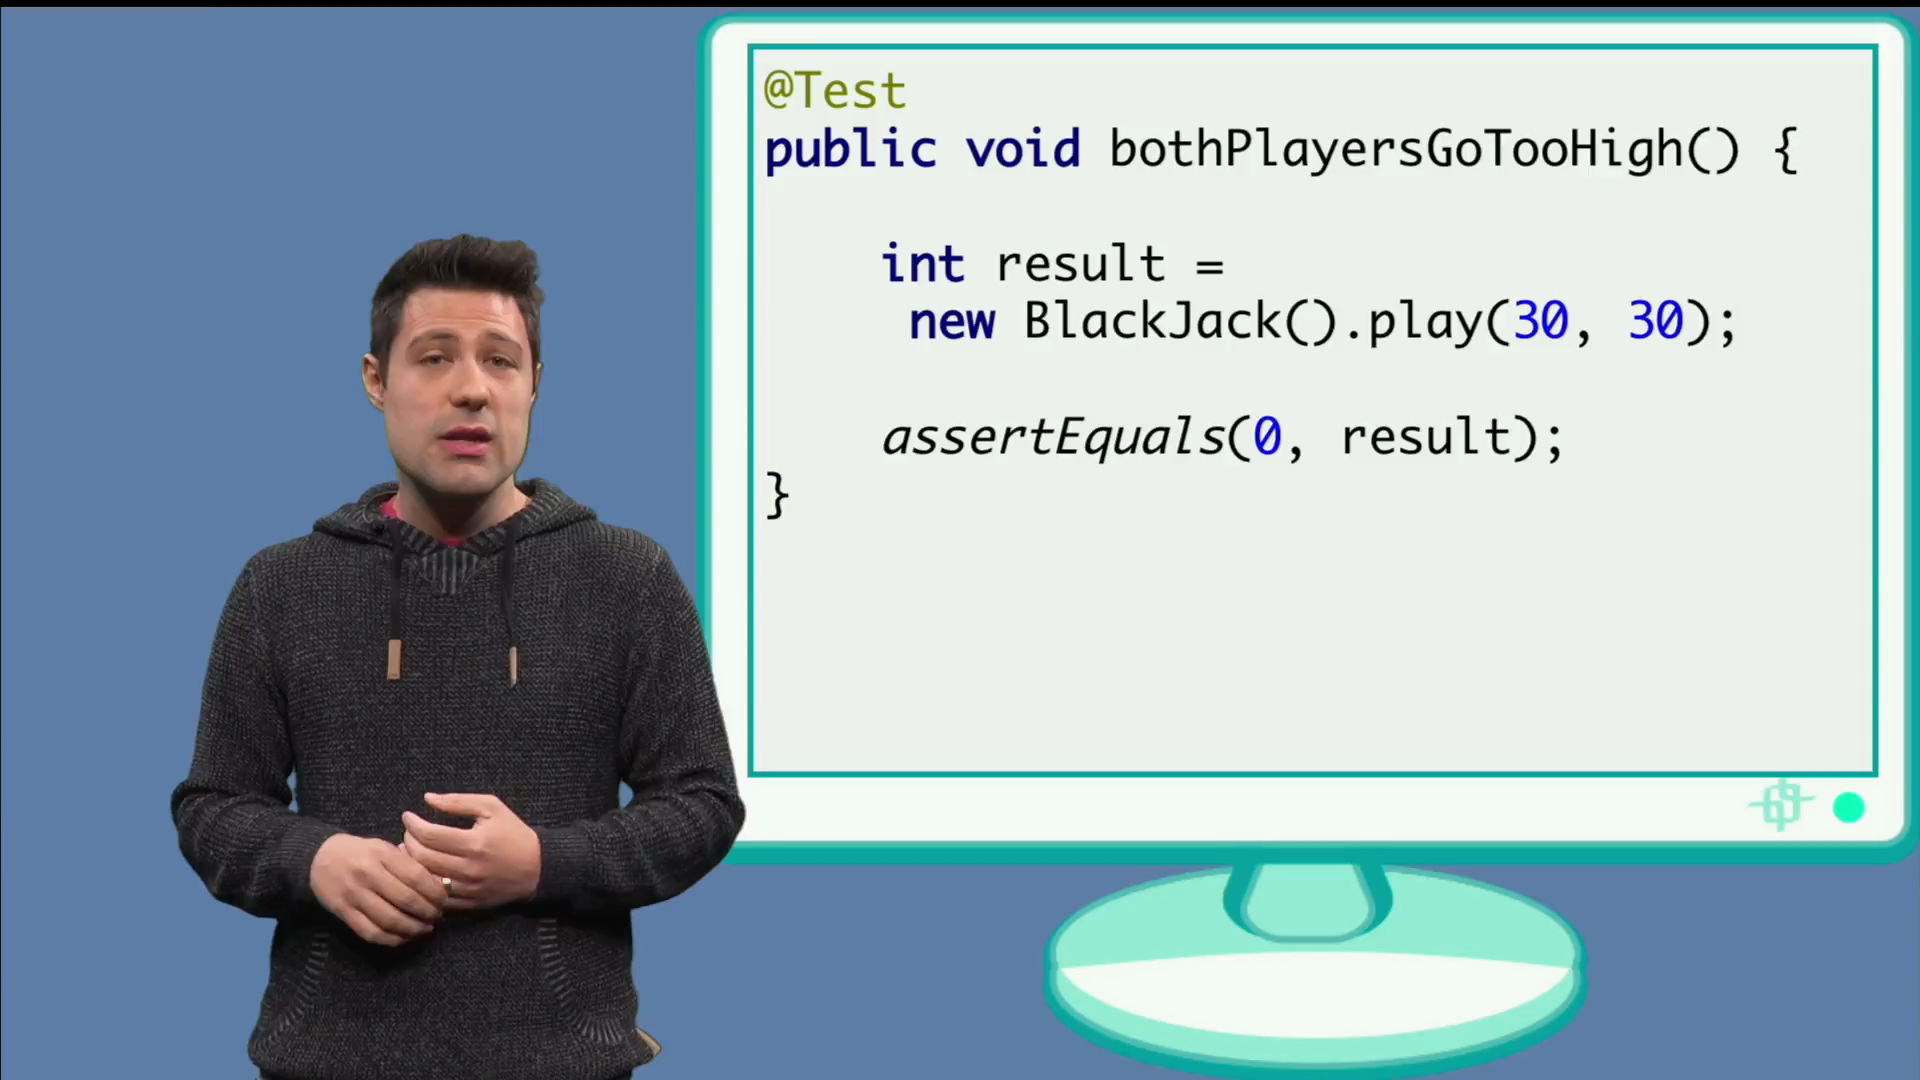 @Test
public void bothPlayersGoTooHigh() {
int result =
new BlackJack().play(30, 30);
assertEquals(0, result);
}